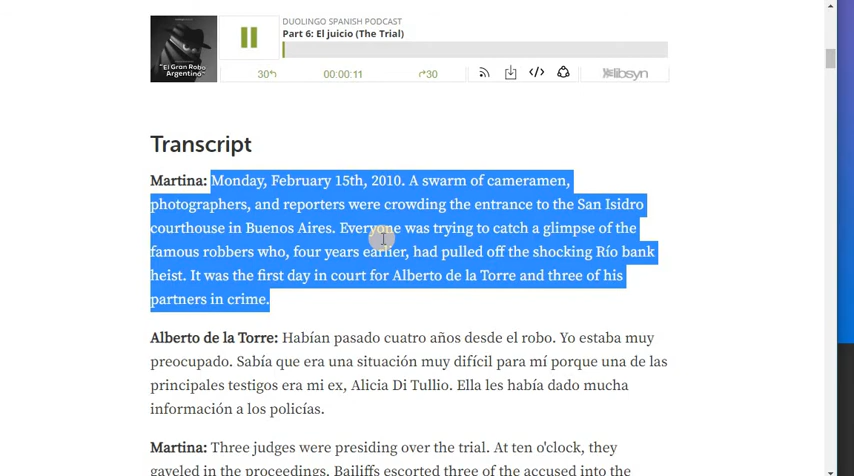 DUOLINGO SPANISH PODCAST
Part 6: El juicio (The Trial)
"El Gran Robo
Argentino"
30
00:00:11
30
libsyn
Transcript
Martina: Monday, February 15th, 2010. A swarm of cameramen,
photographers, and reporters were crowding the entrance to the San Isidro
courthouse in Buenos Aires. Everyone was trying to catch a glimpse of the
famous robbers who, four years earlier, had pulled off the shocking Río bank
heist. It was the first day in court for Alberto de la Torre and three of his
partners in crime.
Alberto de la Torre: Habían pasado cuatro años desde el robo. Yo estaba muy
preocupado. Sabía que era una situación muy difícil para mí porque una de las
principales testigos era mi ex, Alicia Di Tullio. Ella les había dado mucha
información a los policías.
Martina: Three judges were presiding over the trial. At ten o'clock, they
gaveled in the proceedings. Bailiffs escorted three of the accused into the